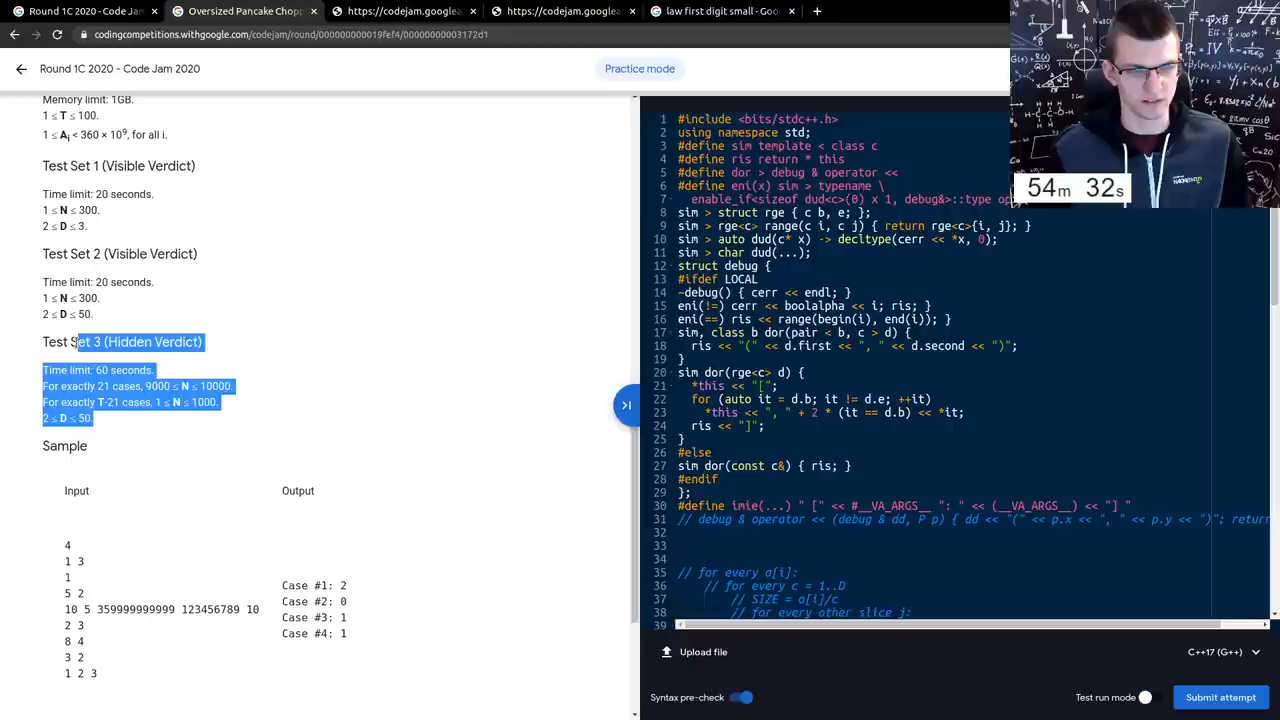 Google Code Jam
Oversized Pancake Chopp
https://codejam.googlea
https://codejam.googlea
law first digit small - Goo
codingcompetitions.withgoogle.com/codejam/round/000000000019fef4/00000000003172d1
Round 1C 2020 - Code Jam 2020
Practice mode
54m 32s
Memory limit: 1GB.
1 ≤ T ≤ 100.
1 ≤ Ai < 360 × 10⁹, for all i.
Test Set 1 (Visible Verdict)
Time limit: 20 seconds.
1 ≤ N ≤ 300.
2 ≤ D ≤ 3.
Test Set 2 (Visible Verdict)
Time limit: 20 seconds.
1 ≤ N ≤ 300.
2 ≤ D ≤ 50.
Test Set 3 (Hidden Verdict)
Time limit: 60 seconds.
For exactly 21 cases, 9000 ≤ N ≤ 10000.
For exactly T-21 cases, 1 ≤ N ≤ 1000.
2 ≤ D ≤ 50.
Sample
Input
Output
4
1 3
1
5 2
10 5 359999999999 123456789 10
2 3
8 4
3 2
1 2 3
Case #1: 2
Case #2: 0
Case #3: 1
Case #4: 1
1 #include <bits/stdc++.h>
2 using namespace std;
3 #define sim template < class c
4 #define ris return * this
5 #define dor > debug & operator <<
6 #define eni(x) sim > typename \
7 enable_if<sizeof dud<c>(0) x 1, debug&>::type op
8 sim > struct rge { c b, e; };
9 sim > rge<c> range(c i, c j) { return rge<c>{i, j}; }
10 sim > auto dud(c* x) -> decltype(cerr << *x, 0);
11 sim > char dud(...);
12 struct debug {
13 #ifdef LOCAL
14 ~debug() { cerr << endl; }
15 eni(!=) cerr << boolalpha << i; ris; }
16 eni(==) ris << range(begin(i), end(i)); }
17 sim, class b dor(pair < b, c > d) {
18 ris << "(" << d.first << ", " << d.second << ")";
19 }
20 sim dor(rge<c> d) {
21 *this << "[";
22 for (auto it = d.b; it != d.e; ++it)
23 *this << ", " + 2 * (it == d.b) << *it;
24 ris << "]";
25 }
26 #else
27 sim dor(const c&) { ris; }
28 #endif
29 };
30 #define imie(...) " [" << #__VA_ARGS__ ": " << (__VA_ARGS__) << "] "
31 // debug & operator << (debug & dd, P p) { dd << "(" << p.x << ", " << p.y << ")"; return
32
33
34
35 // for every a[i]:
36 // for every c = 1..D
37 // SIZE = a[i]/c
38 // for every other slice j:
39
Upload file
C++17 (G++)
Syntax pre-check
Test run mode
Submit attempt